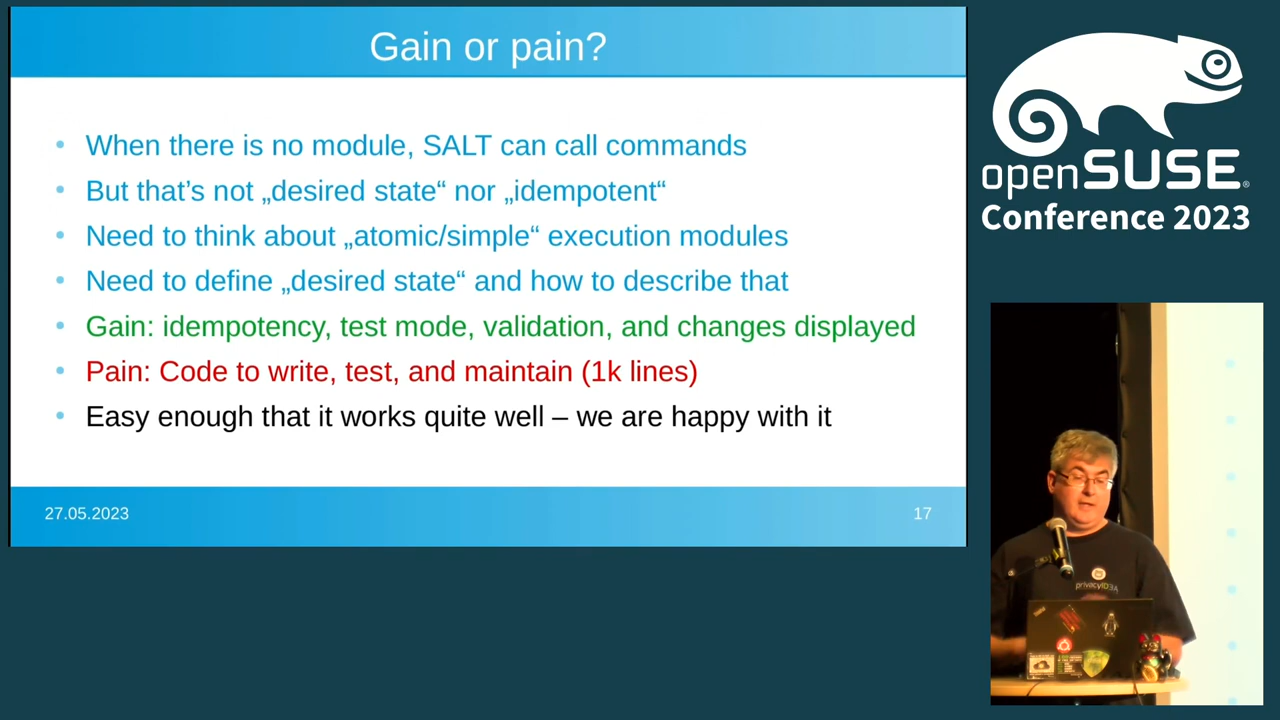 Gain or pain?
• When there is no module, SALT can call commands
• But that’s not „desired state“ nor „idempotent“
• Need to think about „atomic/simple“ execution modules
• Need to define „desired state“ and how to describe that
• Gain: idempotency, test mode, validation, and changes displayed
• Pain: Code to write, test, and maintain (1k lines)
• Easy enough that it works quite well – we are happy with it
27.05.2023
17
openSUSE®
Conference 2023
privacyIDEA